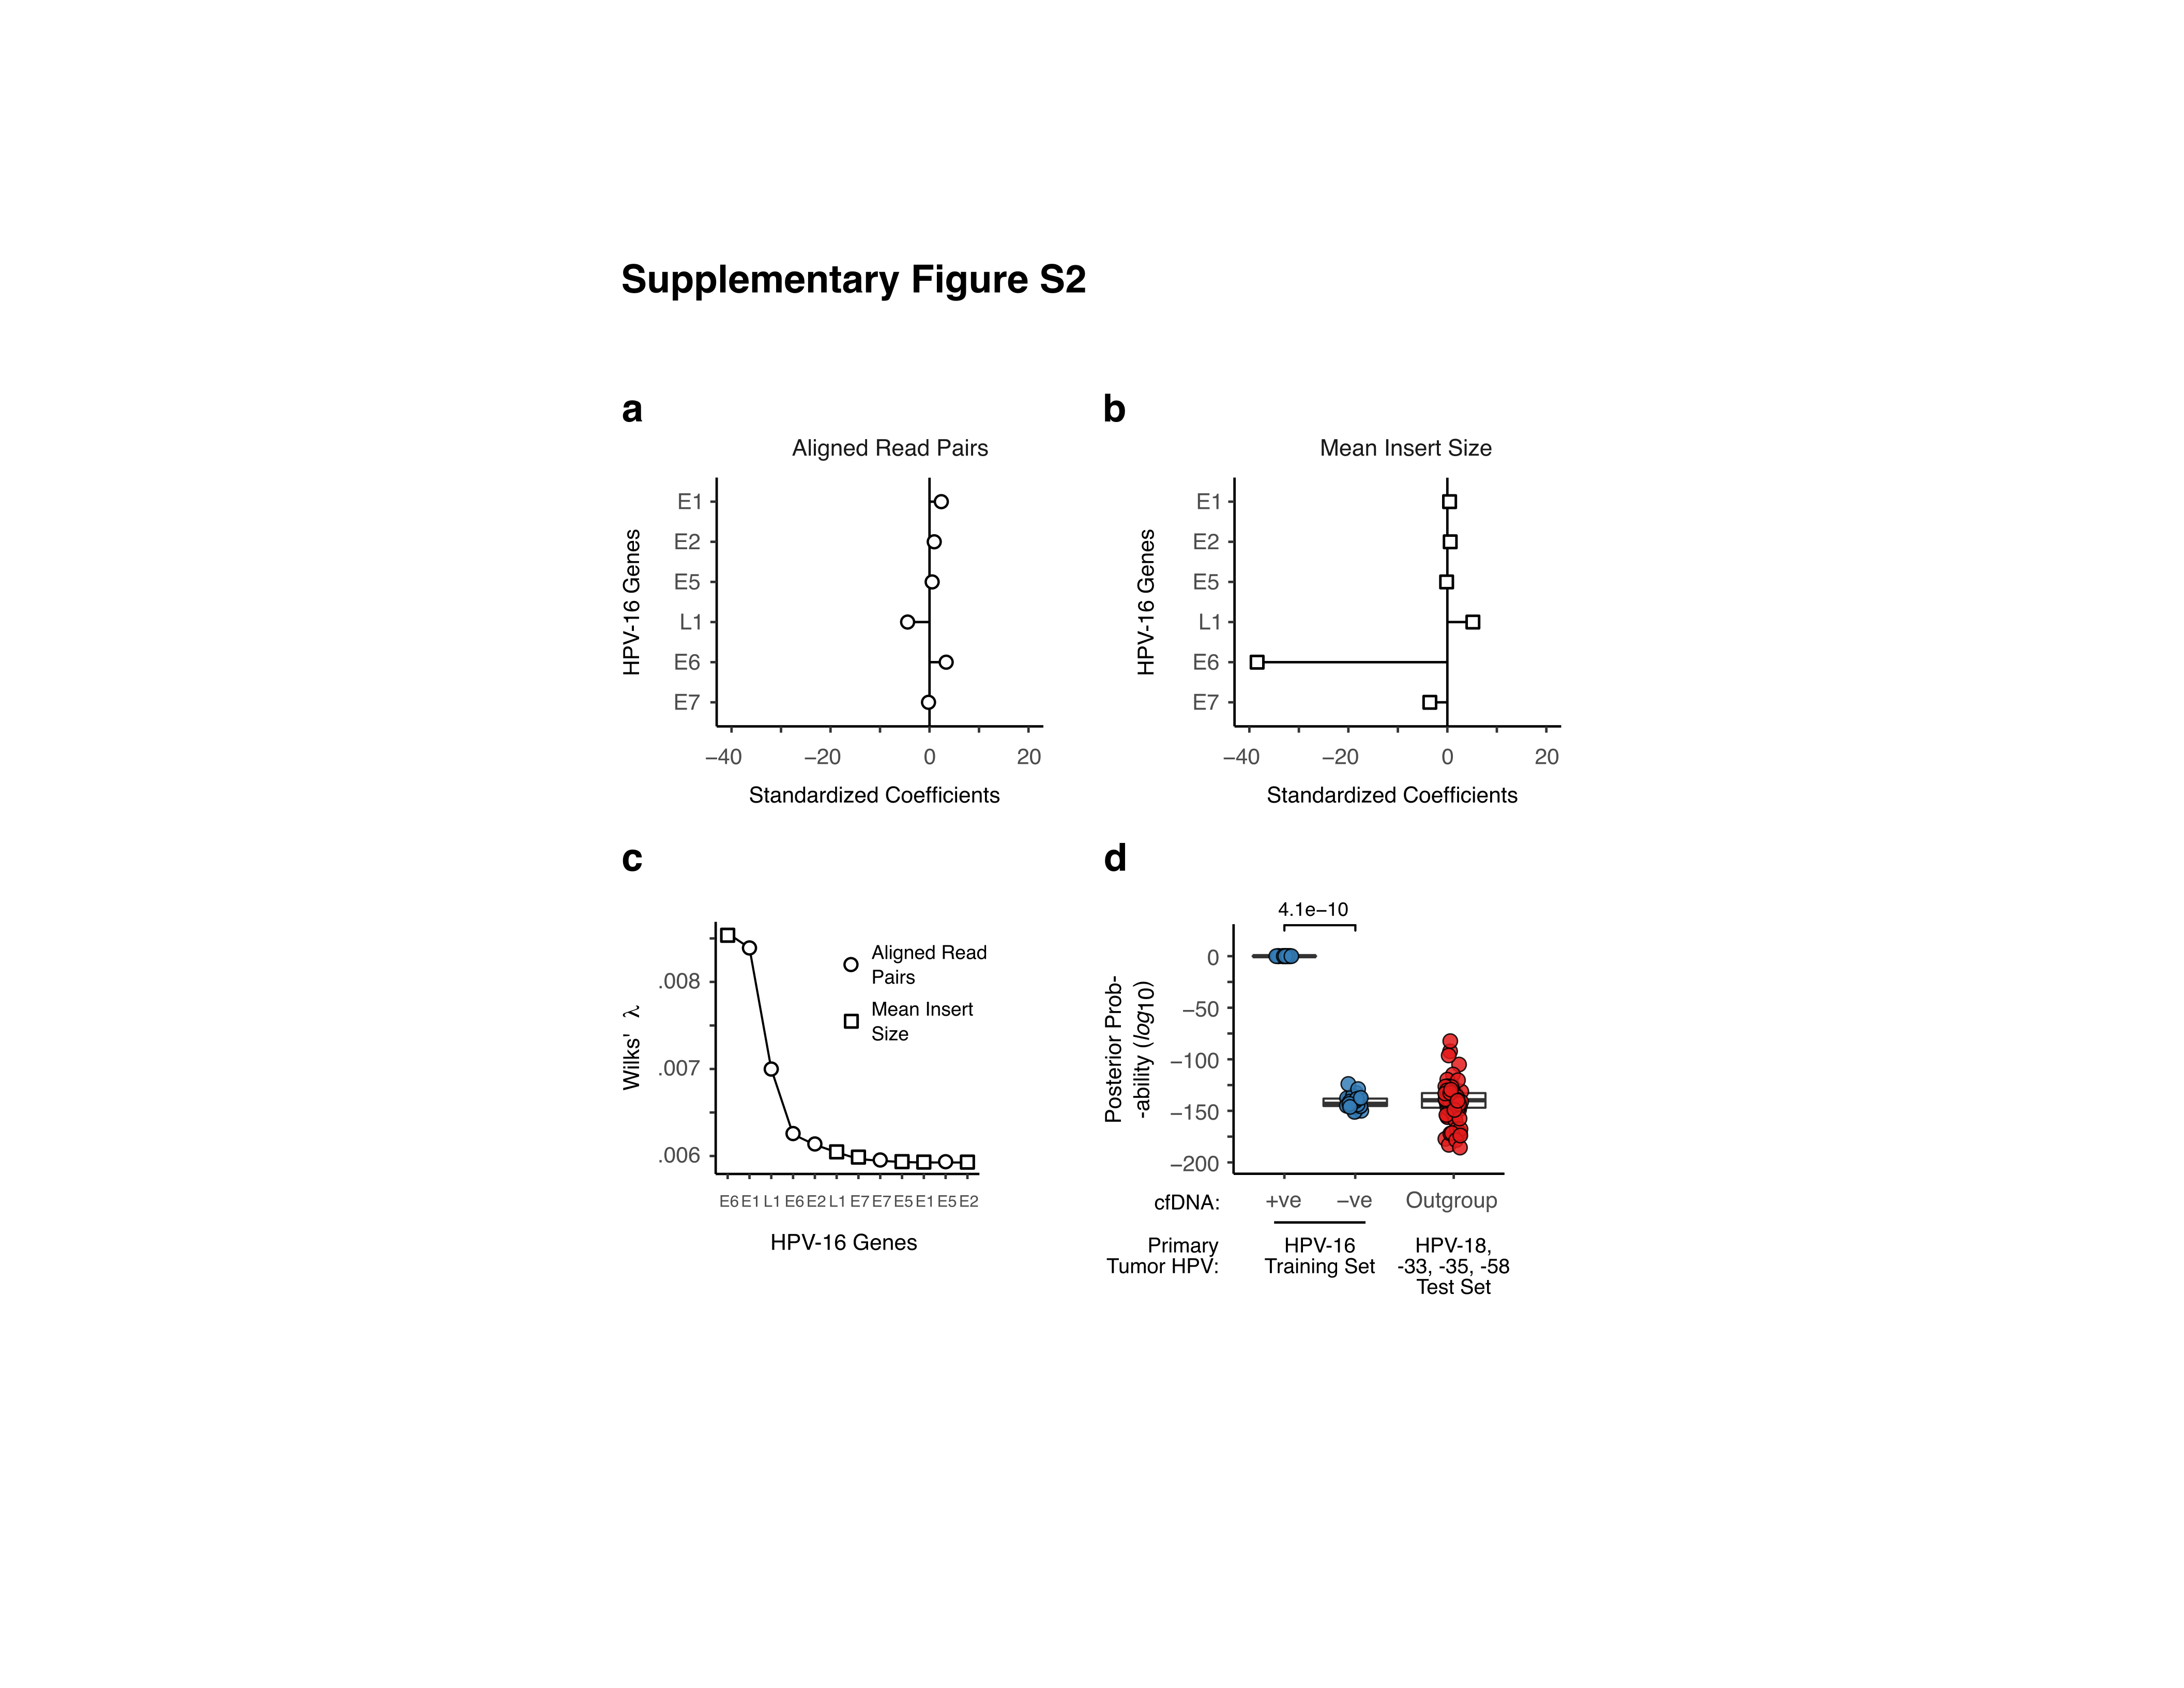 Supplementary Figure S2
a
Aligned Read Pairs
HPV-16 Genes
E1
E2
E5
L1
E6
E7
−40 −20 0 20
Standardized Coefficients
b
Mean Insert Size
HPV-16 Genes
E1
E2
E5
L1
E6
E7
−40 −20 0 20
Standardized Coefficients
c
Wilks' λ
.008
.007
.006
Aligned Read
Pairs
Mean Insert
Size
E6 E1 L1 E6 E2 L1 E7 E7 E5 E1 E5 E2
HPV-16 Genes
d
4.1e−10
Posterior Prob-
-ability (log10)
0
−50
−100
−150
−200
cfDNA: +ve −ve Outgroup
Primary HPV-16 HPV-18,
Tumor HPV: Training Set -33, -35, -58
Test Set